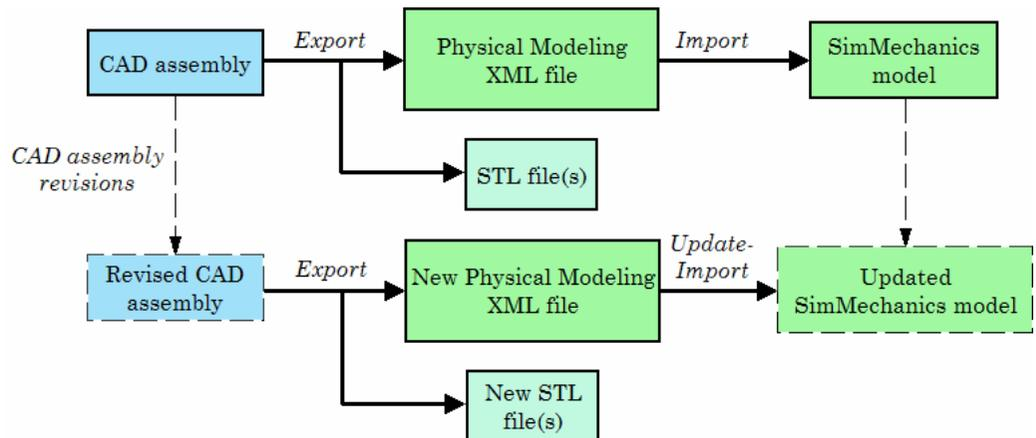 Export
Import
CAD assembly
Physical Modeling
XML file
SimMechanics
model
CAD assembly
revisions
STL file(s)
Revised CAD
assembly
Export
New Physical Modeling
XML file
Update-
Import
Updated
SimMechanics model
New STL
file(s)